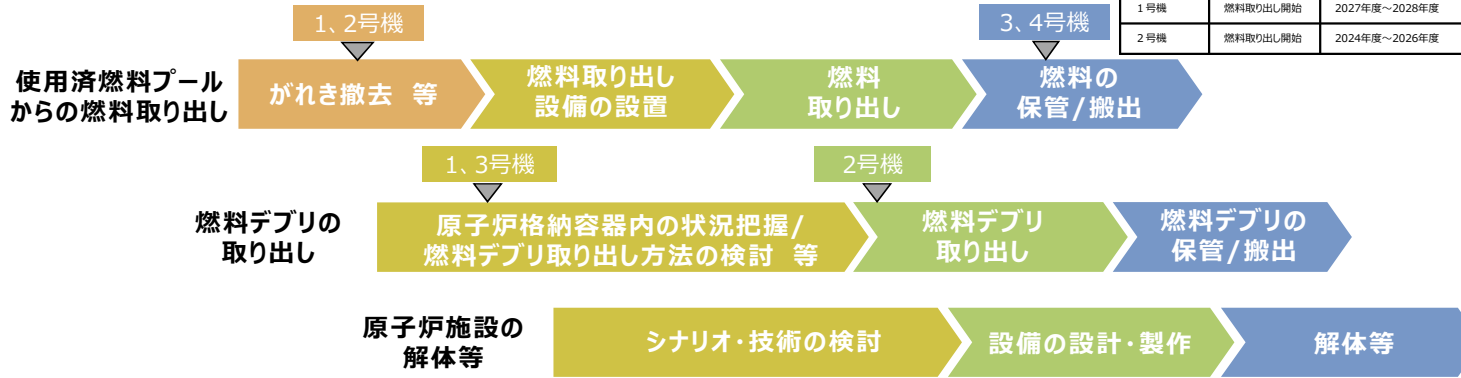 1号機 燃料取り出し開始 2027年度～2028年度
2号機 燃料取り出し開始 2024年度～2026年度
1、2号機
3、4号機
使用済燃料プール
からの燃料取り出し
がれき撤去 等
燃料取り出し
設備の設置
燃料
取り出し
燃料の
保管/搬出
1、3号機
2号機
燃料デブリの
取り出し
原子炉格納容器内の状況把握/
燃料デブリ取り出し方法の検討 等
燃料デブリ
取り出し
燃料デブリの
保管/搬出
原子炉施設の
解体等
シナリオ・技術の検討
設備の設計・製作
解体等